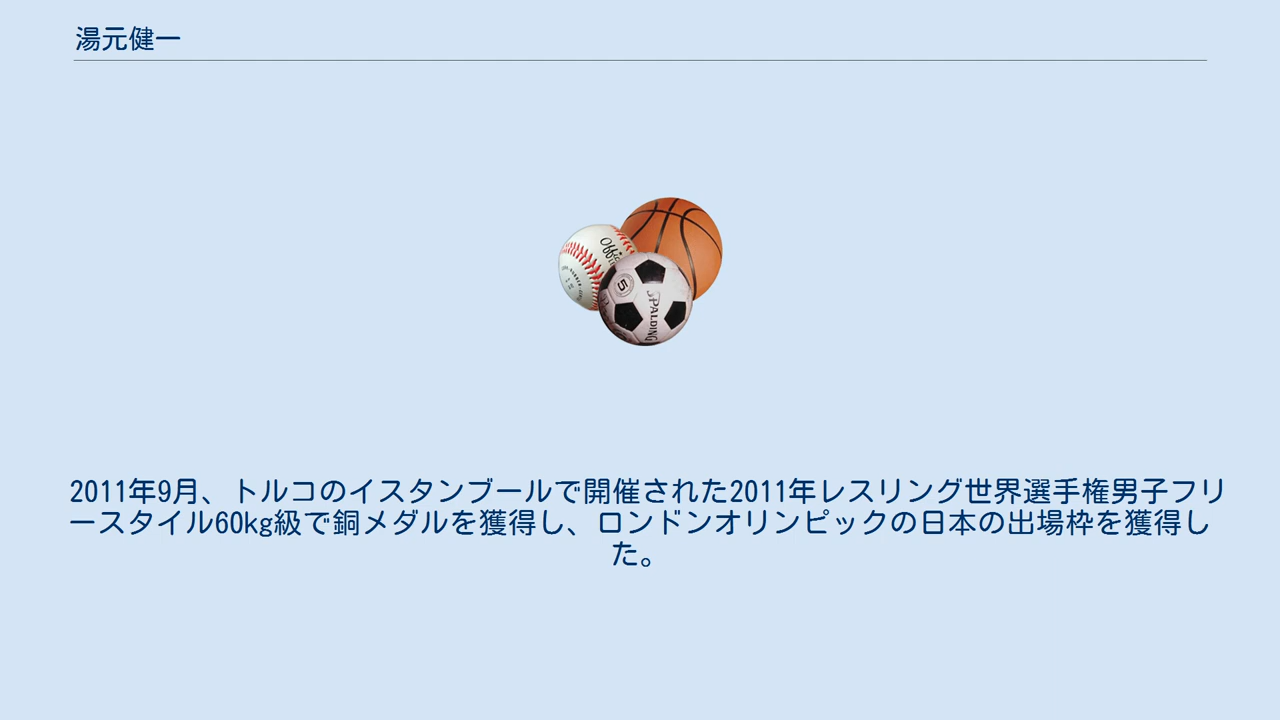 湯元健一
Offici
5
SPALDING
2011年9月、トルコのイスタンブールで開催された2011年レスリング世界選手権男子フリ
ースタイル60kg級で銅メダルを獲得し、ロンドンオリンピックの日本の出場枠を獲得し
た。